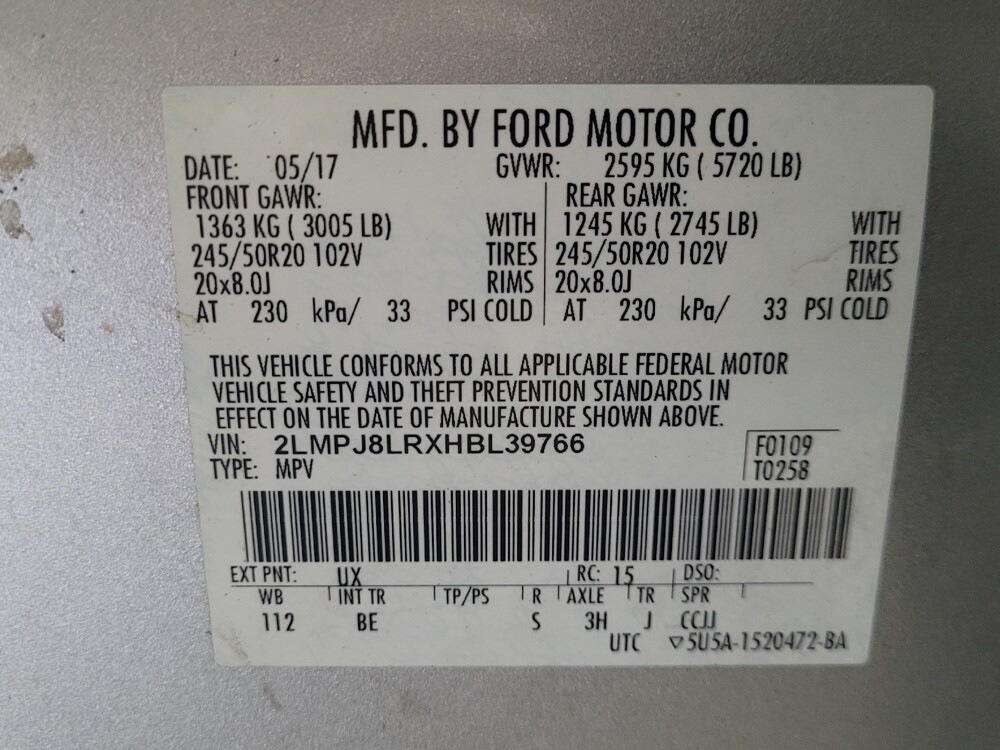 MFD. BY FORD MOTOR CO.
DATE: 05/17 GVWR: 2595 KG ( 5720 LB)
FRONT GAWR: REAR GAWR:
1363 KG ( 3005 LB) WITH 1245 KG ( 2745 LB) WITH
245/50R20 102V TIRES 245/50R20 102V TIRES
20x8.0J RIMS 20x8.0J RIMS
AT 230 kPa/ 33 PSI COLD AT 230 kPa/ 33 PSI COLD
THIS VEHICLE CONFORMS TO ALL APPLICABLE FEDERAL MOTOR
VEHICLE SAFETY AND THEFT PREVENTION STANDARDS IN
EFFECT ON THE DATE OF MANUFACTURE SHOWN ABOVE.
VIN: 2LMPJ8LRXHBL39766 F0109
TYPE: MPV T0258
EXT PNT: UX RC: 15 DSO:
WB INT TR TP/PS R AXLE TR SPR
112 BE S 3H J CCJJ
UTC ▽5U5A-1520472-BA